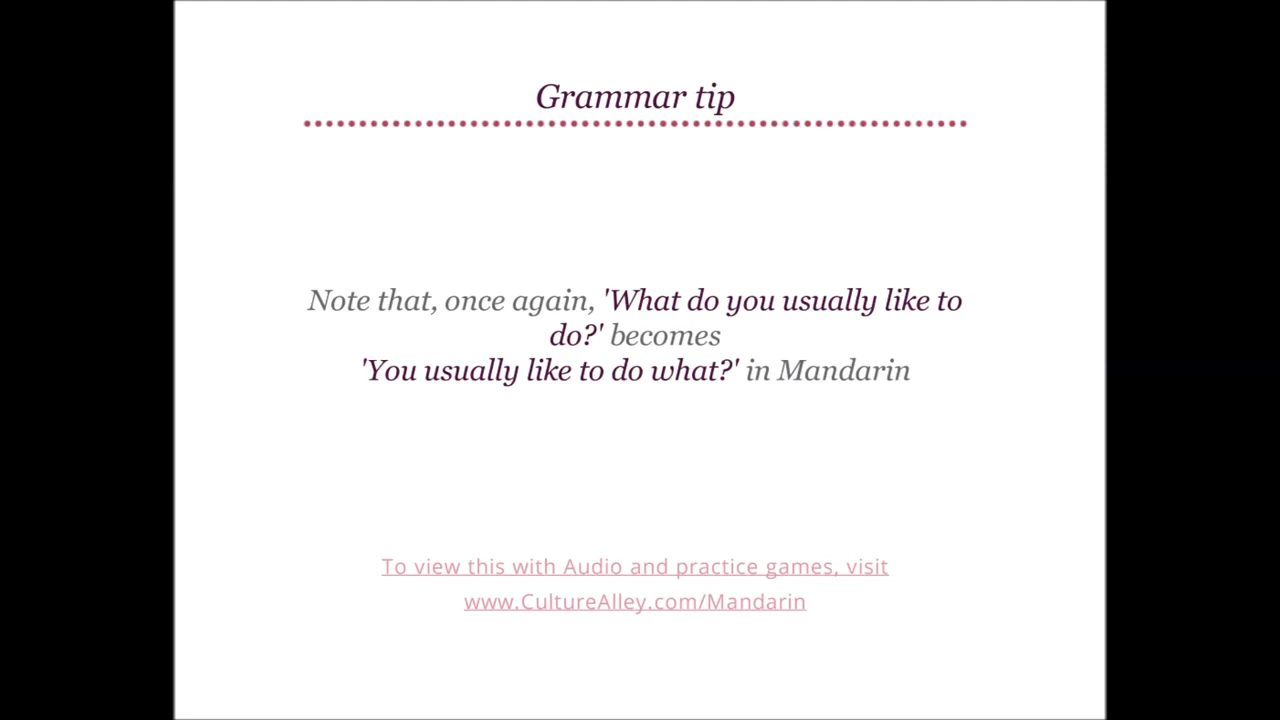 Grammar tip
Note that, once again, 'What do you usually like to
do?' becomes
'You usually like to do what?' in Mandarin
To view this with Audio and practice games, visit
www.CultureAlley.com/Mandarin